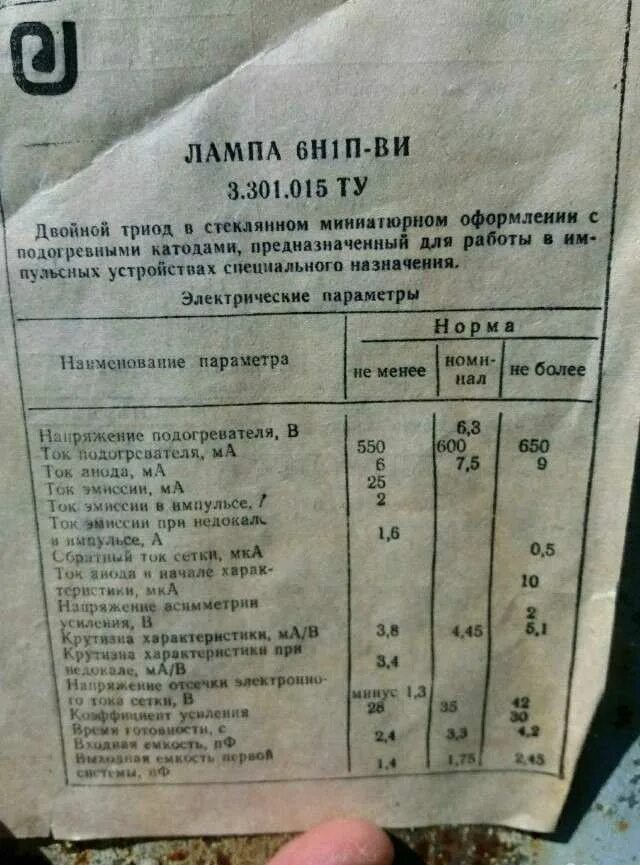 ЛАМПА 6Н1П-ВИ
3.301.015 ТУ
Двойной триод в стеклянном миниатюрном оформлении с
подогревными катодами, предназначенный для работы в им-
пульсных устройствах специального назначения.
Электрические параметры
Наименование параметра
Норма
не менее номи-нал не более
Напряжение подогревателя, В 6,3
Ток подогревателя, мА 550 600 650
Ток анода, мА 6 7,5 9
Ток эмиссии, мА 25
Ток эмиссии в импульсе, 2
Ток эмиссии при недокале
в импульсе, А 1,6
Обратный ток сетки, мкА 0,5
Ток анода в начале харак-
теристики, мкА 10
Напряжение асимметрии
усиления, В 2
Крутизна характеристики, мА/В 3,8 4,45 5,1
Крутизна характеристики при
недокале, мА/В 3,4
Напряжение отсечки электронно-
го тока сетки, В минус 1,3
Коэффициент усиления 28 35 42
Время готовности, с 30
Входная емкость, пФ 2,4 3,3 4,2
Выходная емкость первой
системы, пФ 1,4 1,75 2,45